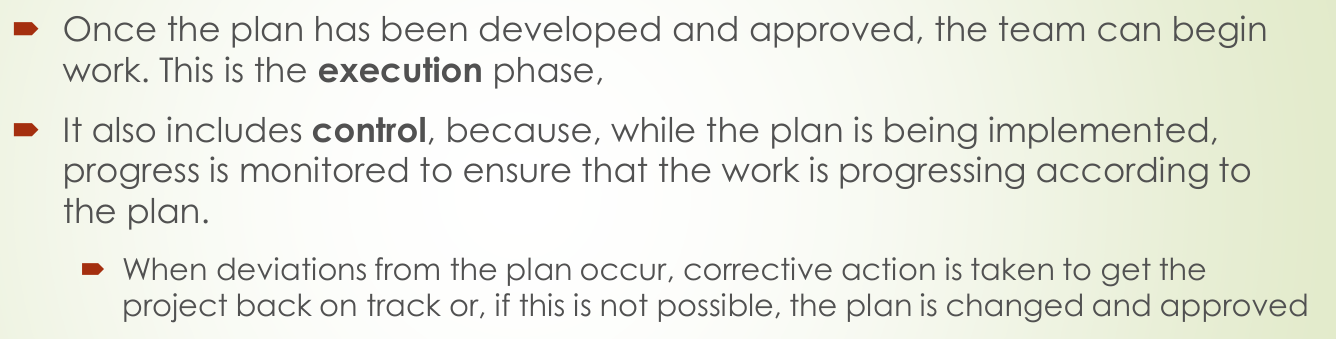 Once the plan has been developed and approved, the team can begin
work. This is the execution phase,
It also includes control, because, while the plan is being implemented,
progress is monitored to ensure that the work is progressing according to
the plan.
When deviations from the plan occur, corrective action is taken to get the
project back on track or, if this is not possible, the plan is changed and approved